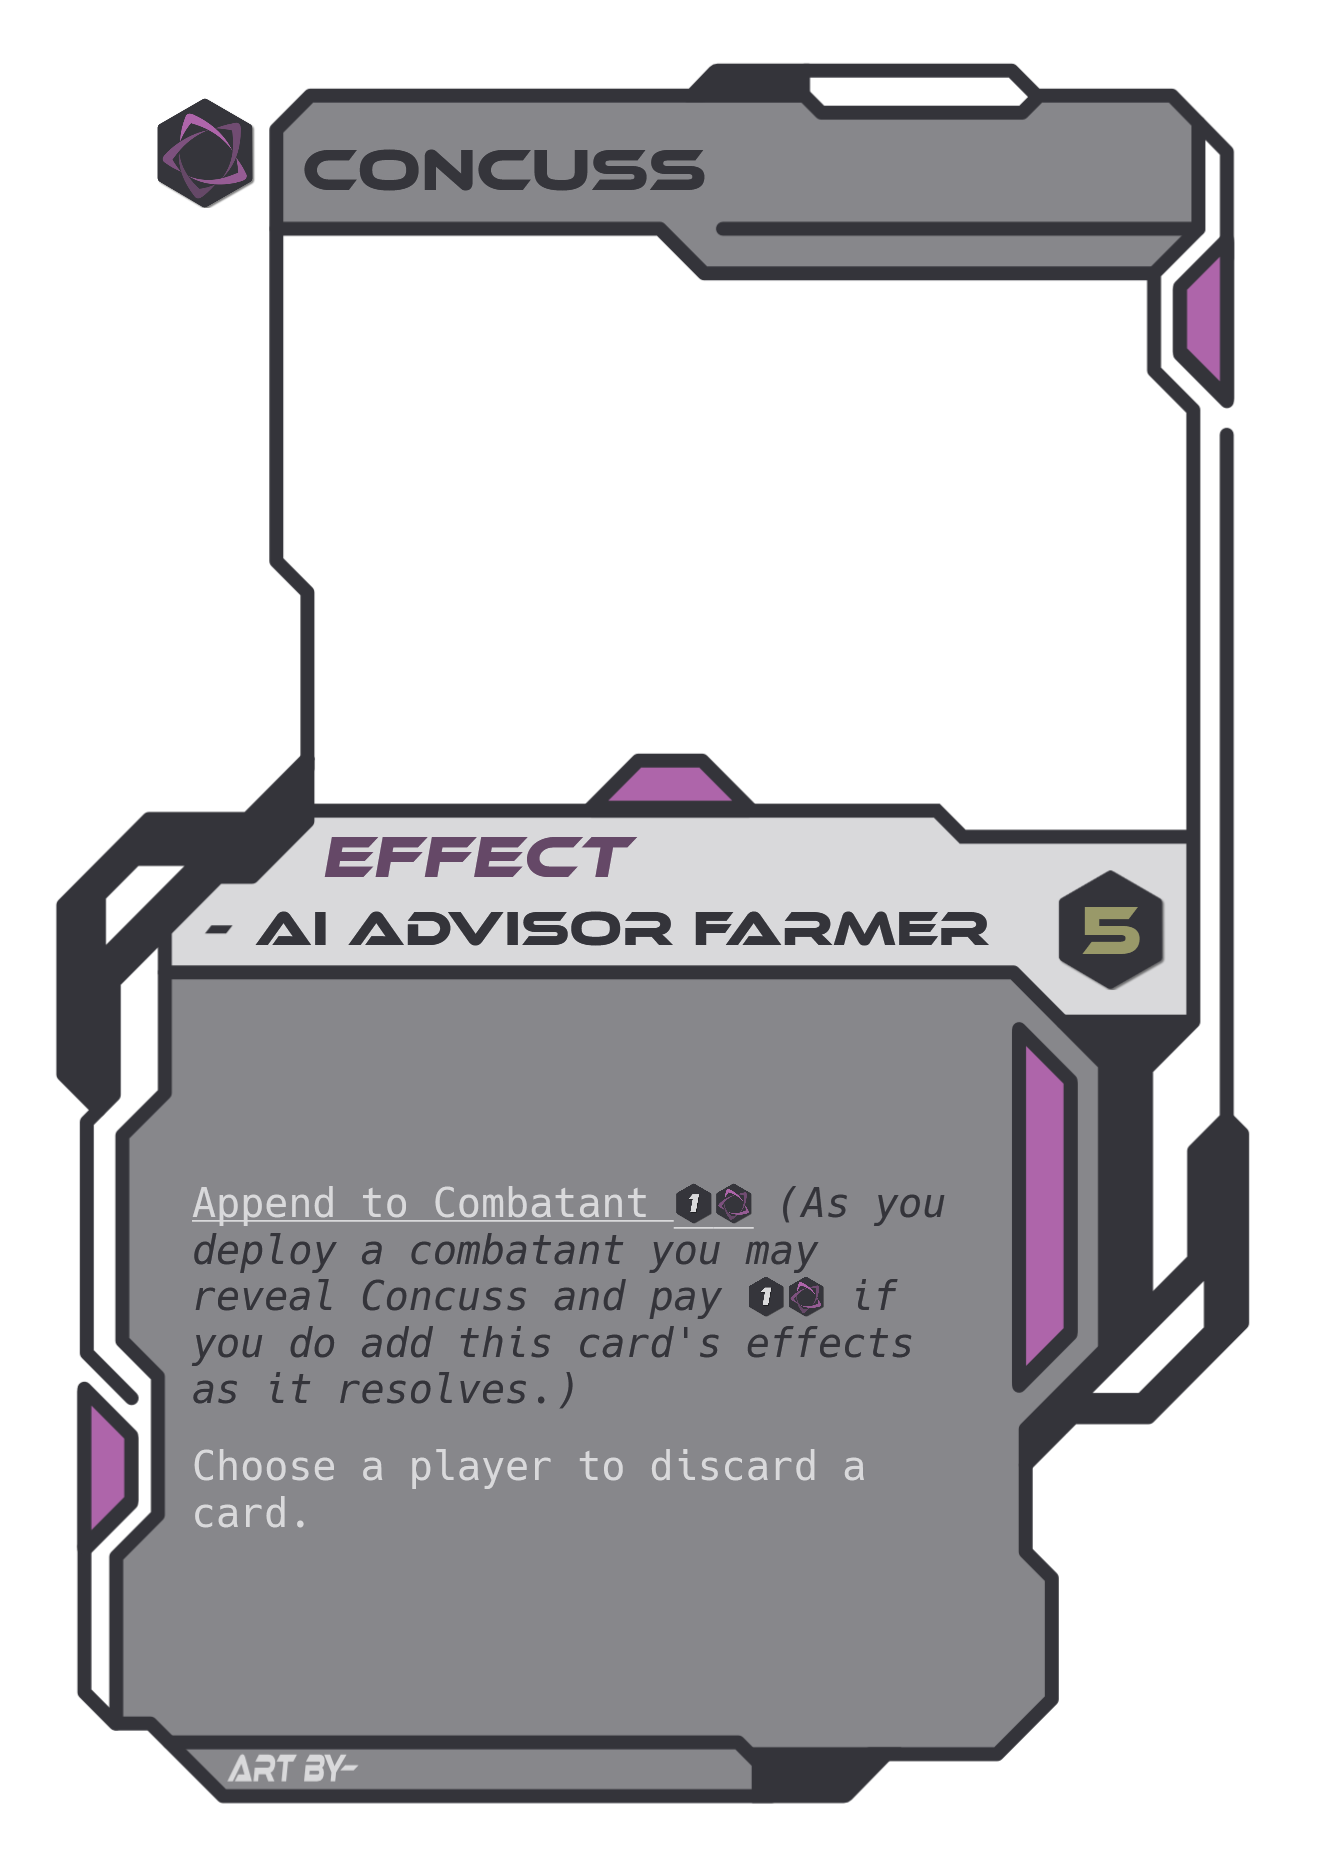 CONCUSS
EFFECT
- AI ADVISOR FARMER
5
Append to Combatant 1 (As you
deploy a combatant you may
reveal Concuss and pay 1 if
you do add this card's effects
as it resolves.)
Choose a player to discard a
card.
ART BY-